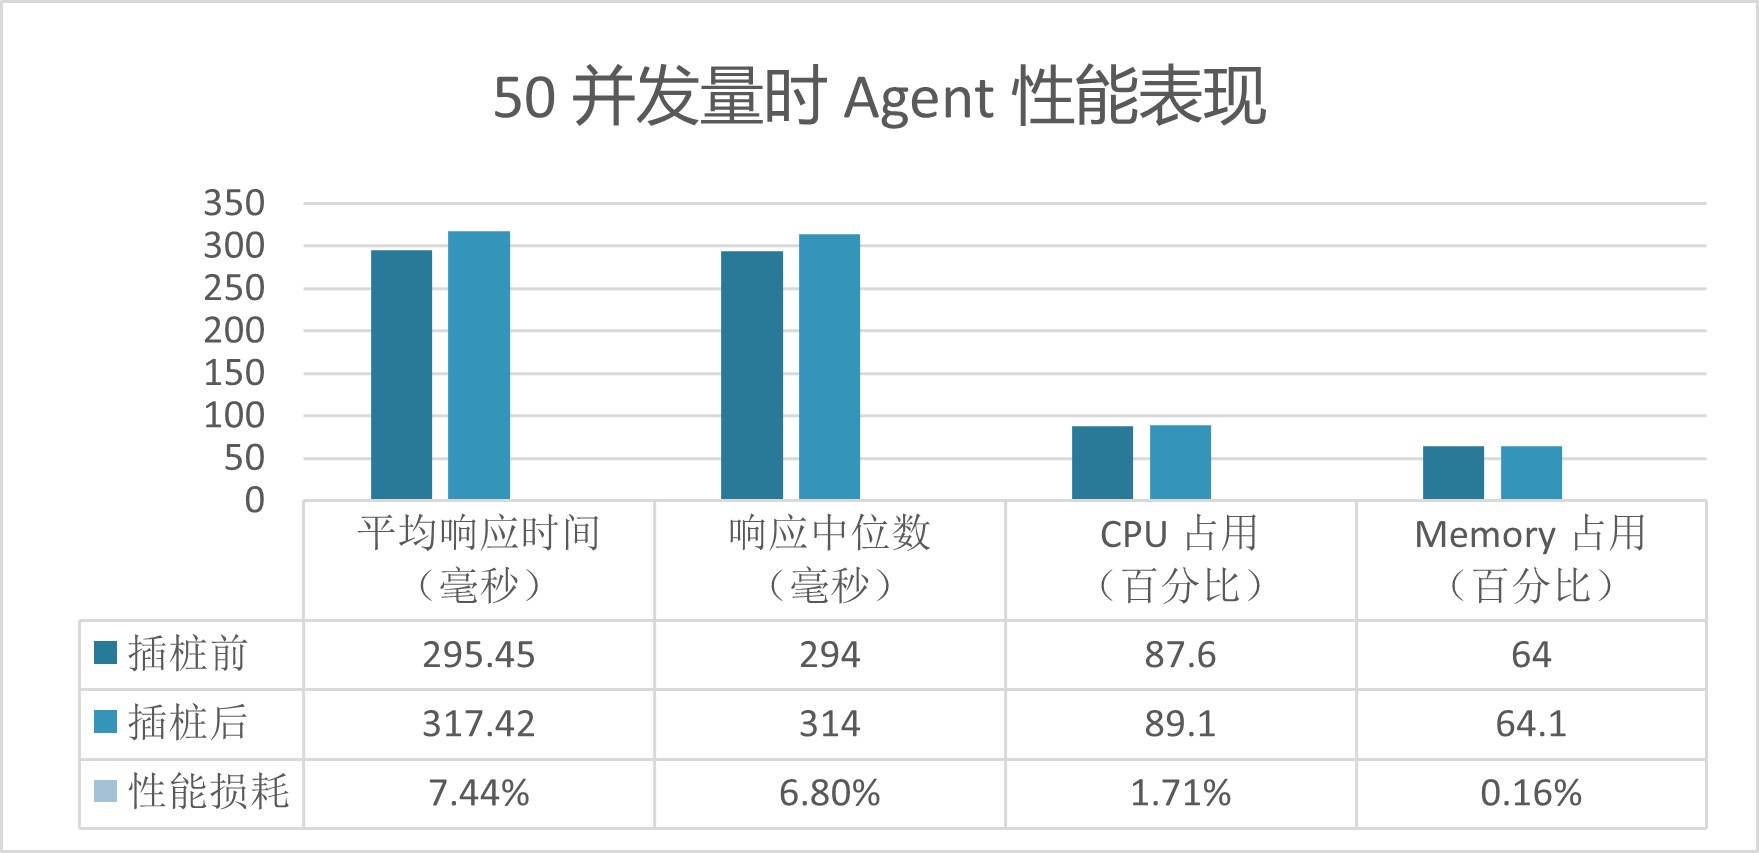 50 并发量时 Agent 性能表现
350
300
250
200
150
100
50
0
平均响应时间
（毫秒）
响应中位数
（毫秒）
CPU 占用
（百分比）
Memory 占用
（百分比）
插桩前 295.45 294 87.6 64
插桩后 317.42 314 89.1 64.1
性能损耗 7.44% 6.80% 1.71% 0.16%